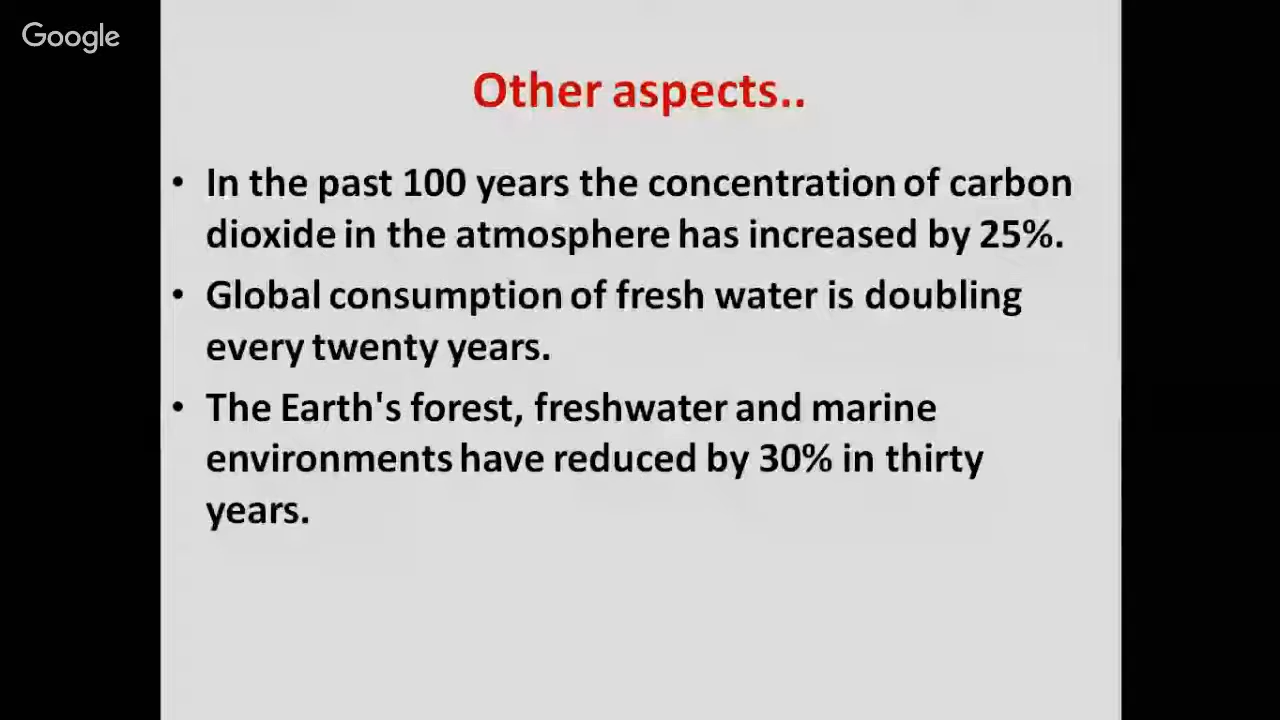 Google
Other aspects..
• In the past 100 years the concentration of carbon
dioxide in the atmosphere has increased by 25%.
• Global consumption of fresh water is doubling
every twenty years.
• The Earth's forest, freshwater and marine
environments have reduced by 30% in thirty
years.